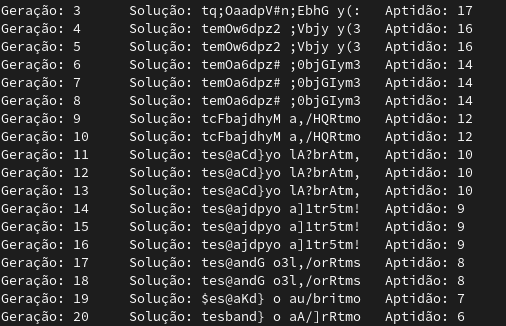 Geração: 3 Solução: tq;OaadpV#n;EbhG y(: Aptidão: 17
Geração: 4 Solução: temOw6dpz2 ;Vbjy y(3 Aptidão: 16
Geração: 5 Solução: temOw6dpz2 ;Vbjy y(3 Aptidão: 16
Geração: 6 Solução: temOa6dpz# ;0bjGIym3 Aptidão: 14
Geração: 7 Solução: temOa6dpz# ;0bjGIym3 Aptidão: 14
Geração: 8 Solução: temOa6dpz# ;0bjGIym3 Aptidão: 14
Geração: 9 Solução: tcFbajdhyM a,/HQRtmo Aptidão: 12
Geração: 10 Solução: tcFbajdhyM a,/HQRtmo Aptidão: 12
Geração: 11 Solução: tes@aCd}yo lA?brAtm, Aptidão: 10
Geração: 12 Solução: tes@aCd}yo lA?brAtm, Aptidão: 10
Geração: 13 Solução: tes@aCd}yo lA?brAtm, Aptidão: 10
Geração: 14 Solução: tes@ajdpyo a]1tr5tm! Aptidão: 9
Geração: 15 Solução: tes@ajdpyo a]1tr5tm! Aptidão: 9
Geração: 16 Solução: tes@ajdpyo a]1tr5tm! Aptidão: 9
Geração: 17 Solução: tes@andG o3l,/orRtms Aptidão: 8
Geração: 18 Solução: tes@andG o3l,/orRtms Aptidão: 8
Geração: 19 Solução: $es@aKd} o au/britmo Aptidão: 7
Geração: 20 Solução: tesband} o aA/]rRtmo Aptidão: 6